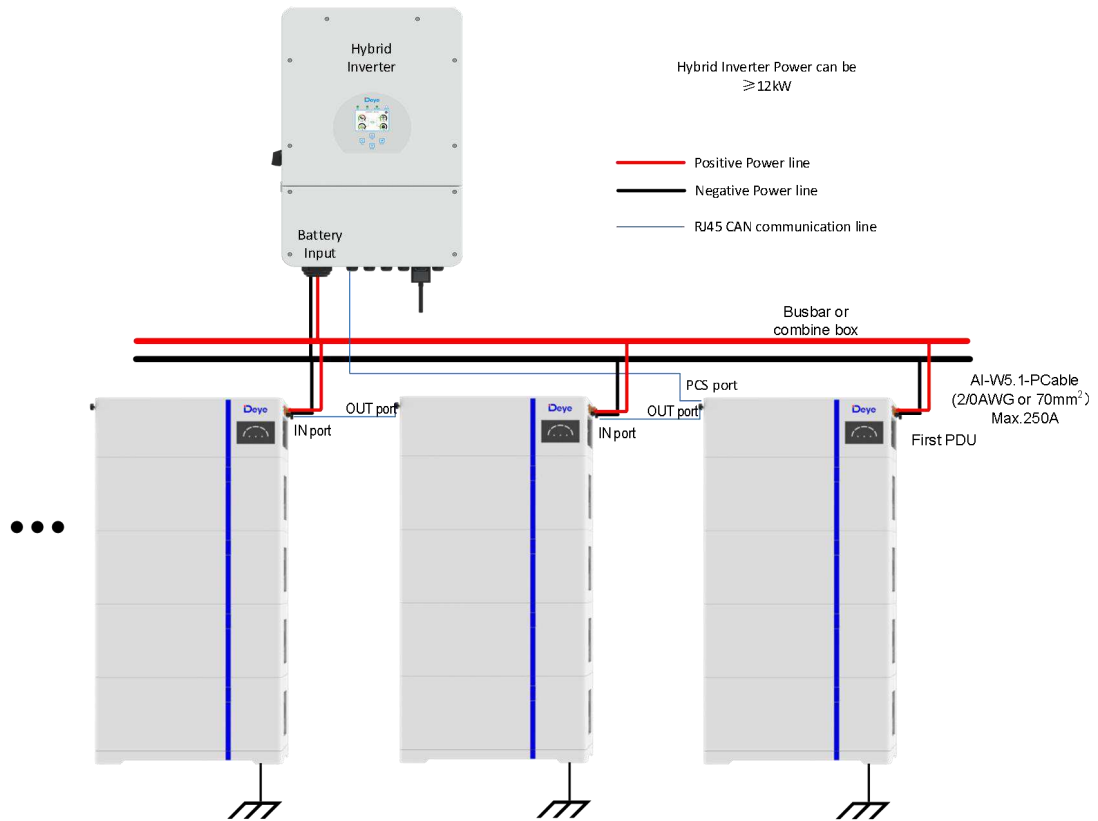 Hybrid
Inverter
Deye
Hybrid Inverter Power can be
≥12kW
Positive Power line
Negative Power line
RJ45 CAN communication line
Battery
Input
Busbar or
combine box
PCS port
AI-W5.1-PCable
(2/0AWG or 70mm²)
Max.250A
Deye
OUT port
IN port
Deye
OUT port
IN port
Deye
First PDU